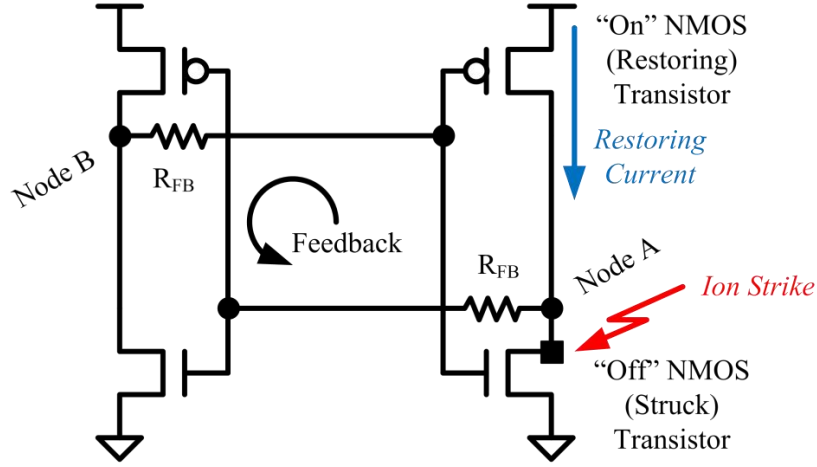 “On” NMOS
(Restoring)
Transistor
Restoring
Current
Node B
R_FB
Feedback
R_FB
Node A
Ion Strike
“Off” NMOS
(Struck)
Transistor